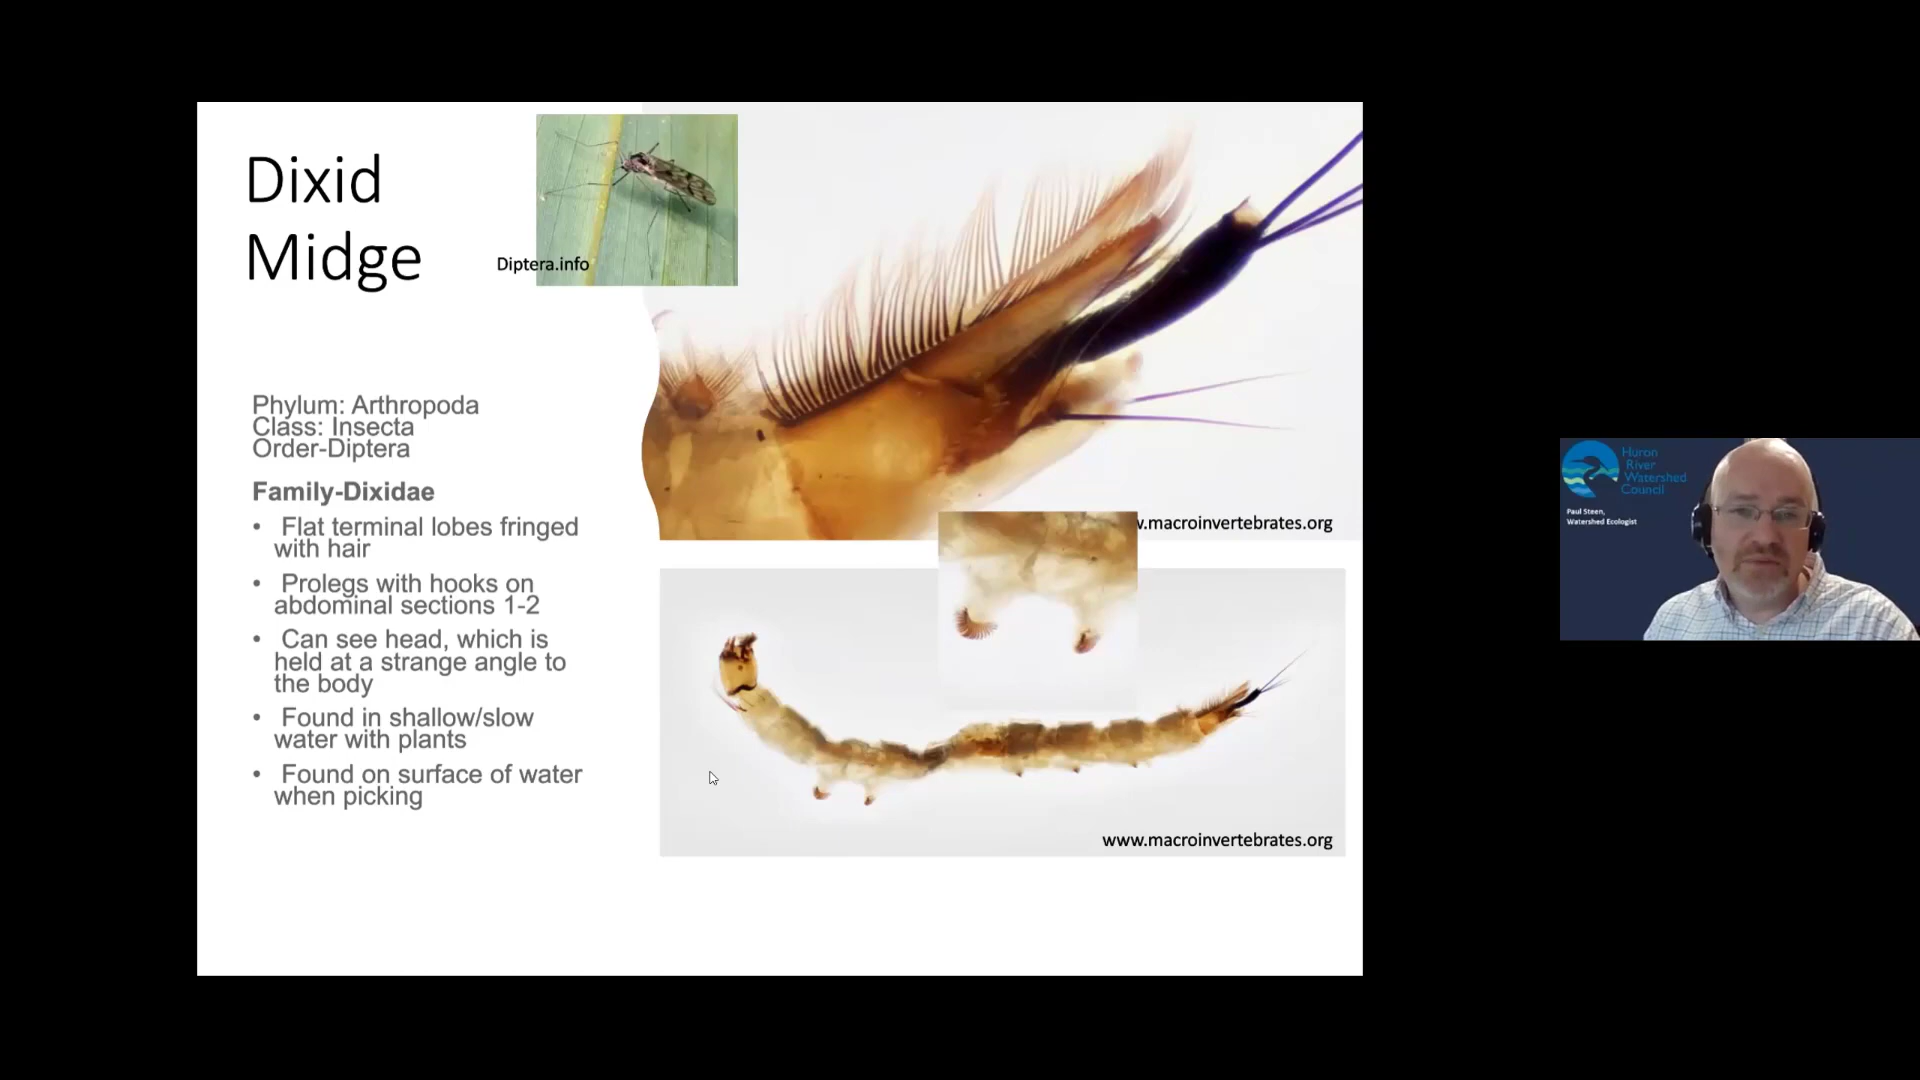 Dixid
Midge
Diptera.info
Phylum: Arthropoda
Class: Insecta
Order-Diptera
Family-Dixidae
• Flat terminal lobes fringed
with hair
• Prolegs with hooks on
abdominal sections 1-2
• Can see head, which is
held at a strange angle to
the body
• Found in shallow/slow
water with plants
• Found on surface of water
when picking
.macroinvertebrates.org
www.macroinvertebrates.org
Huron
River
Watershed
Council
Paul Steen,
Watershed Ecologist